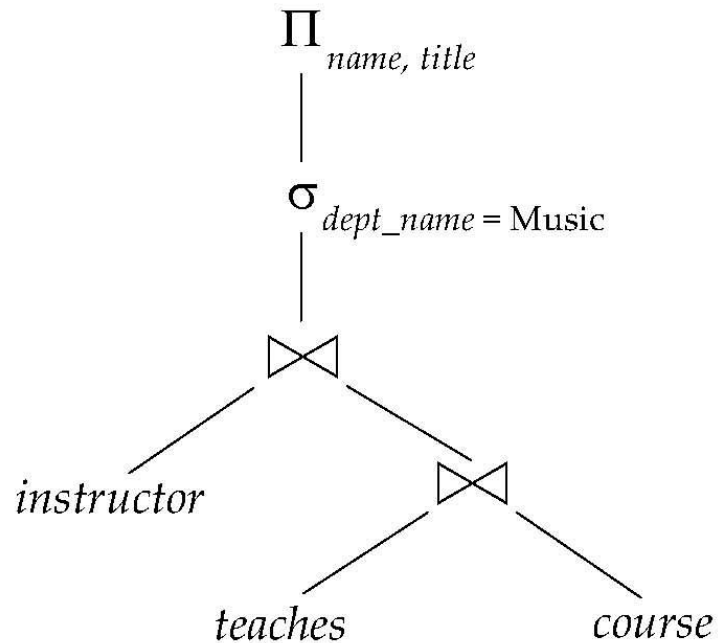 Π name, title
σ dept_name = Music
⋈
instructor
⋈
teaches course